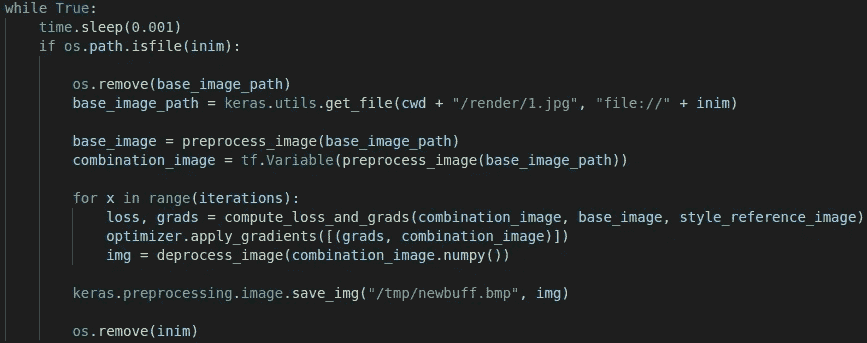 while True:
    time.sleep(0.001)
    if os.path.isfile(inim):
        os.remove(base_image_path)
        base_image_path = keras.utils.get_file(cwd + "/render/1.jpg", "file://" + inim)
        base_image = preprocess_image(base_image_path)
        combination_image = tf.Variable(preprocess_image(base_image_path))
        for x in range(iterations):
            loss, grads = compute_loss_and_grads(combination_image, base_image, style_reference_image)
            optimizer.apply_gradients([(grads, combination_image)])
            img = deprocess_image(combination_image.numpy())
        keras.preprocessing.image.save_img("/tmp/newbuff.bmp", img)
        os.remove(inim)